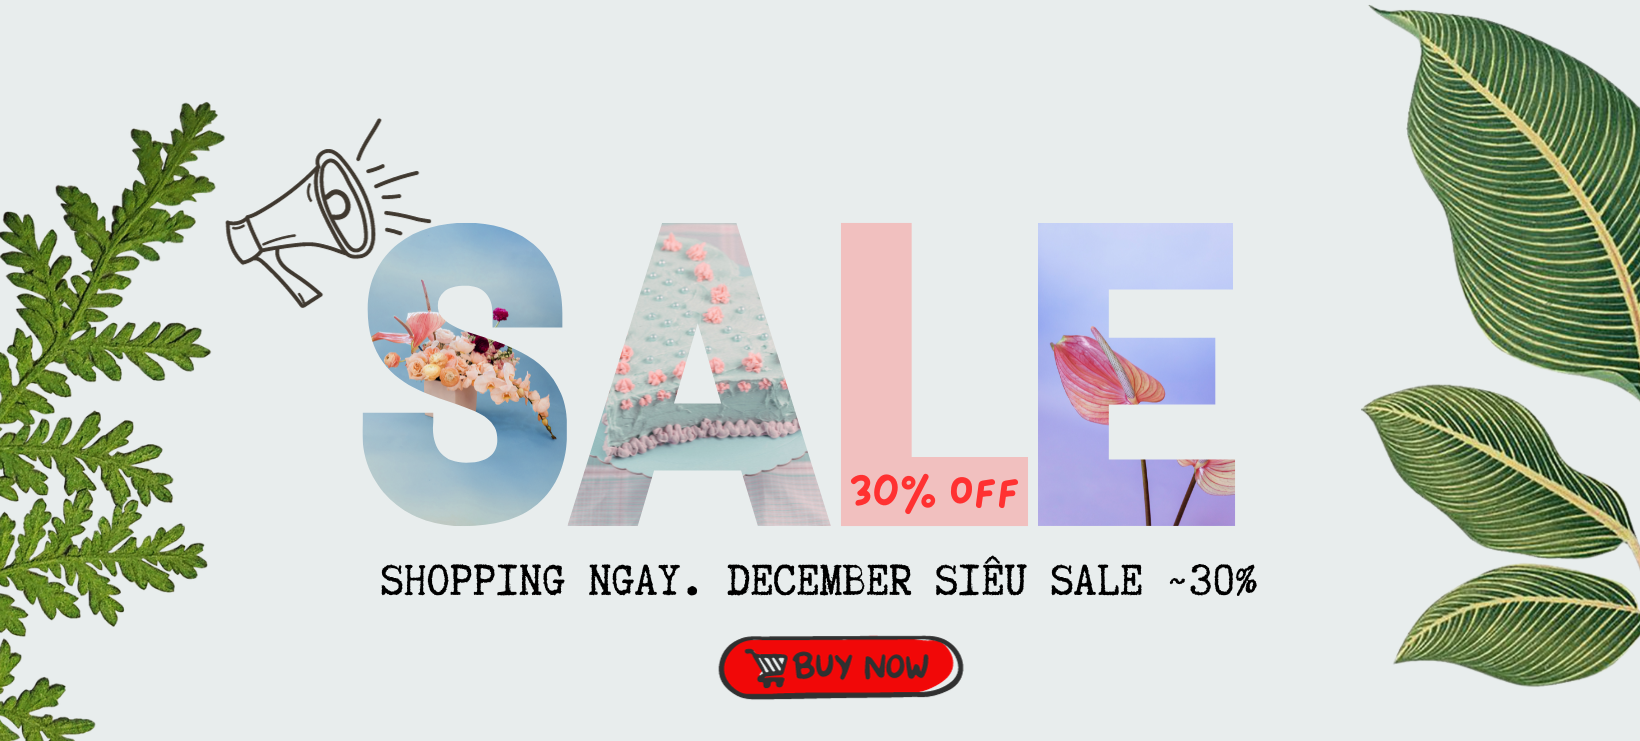 SALE
30% OFF
SHOPPING NGAY. DECEMBER SIÊU SALE ~30%
BUY NOW